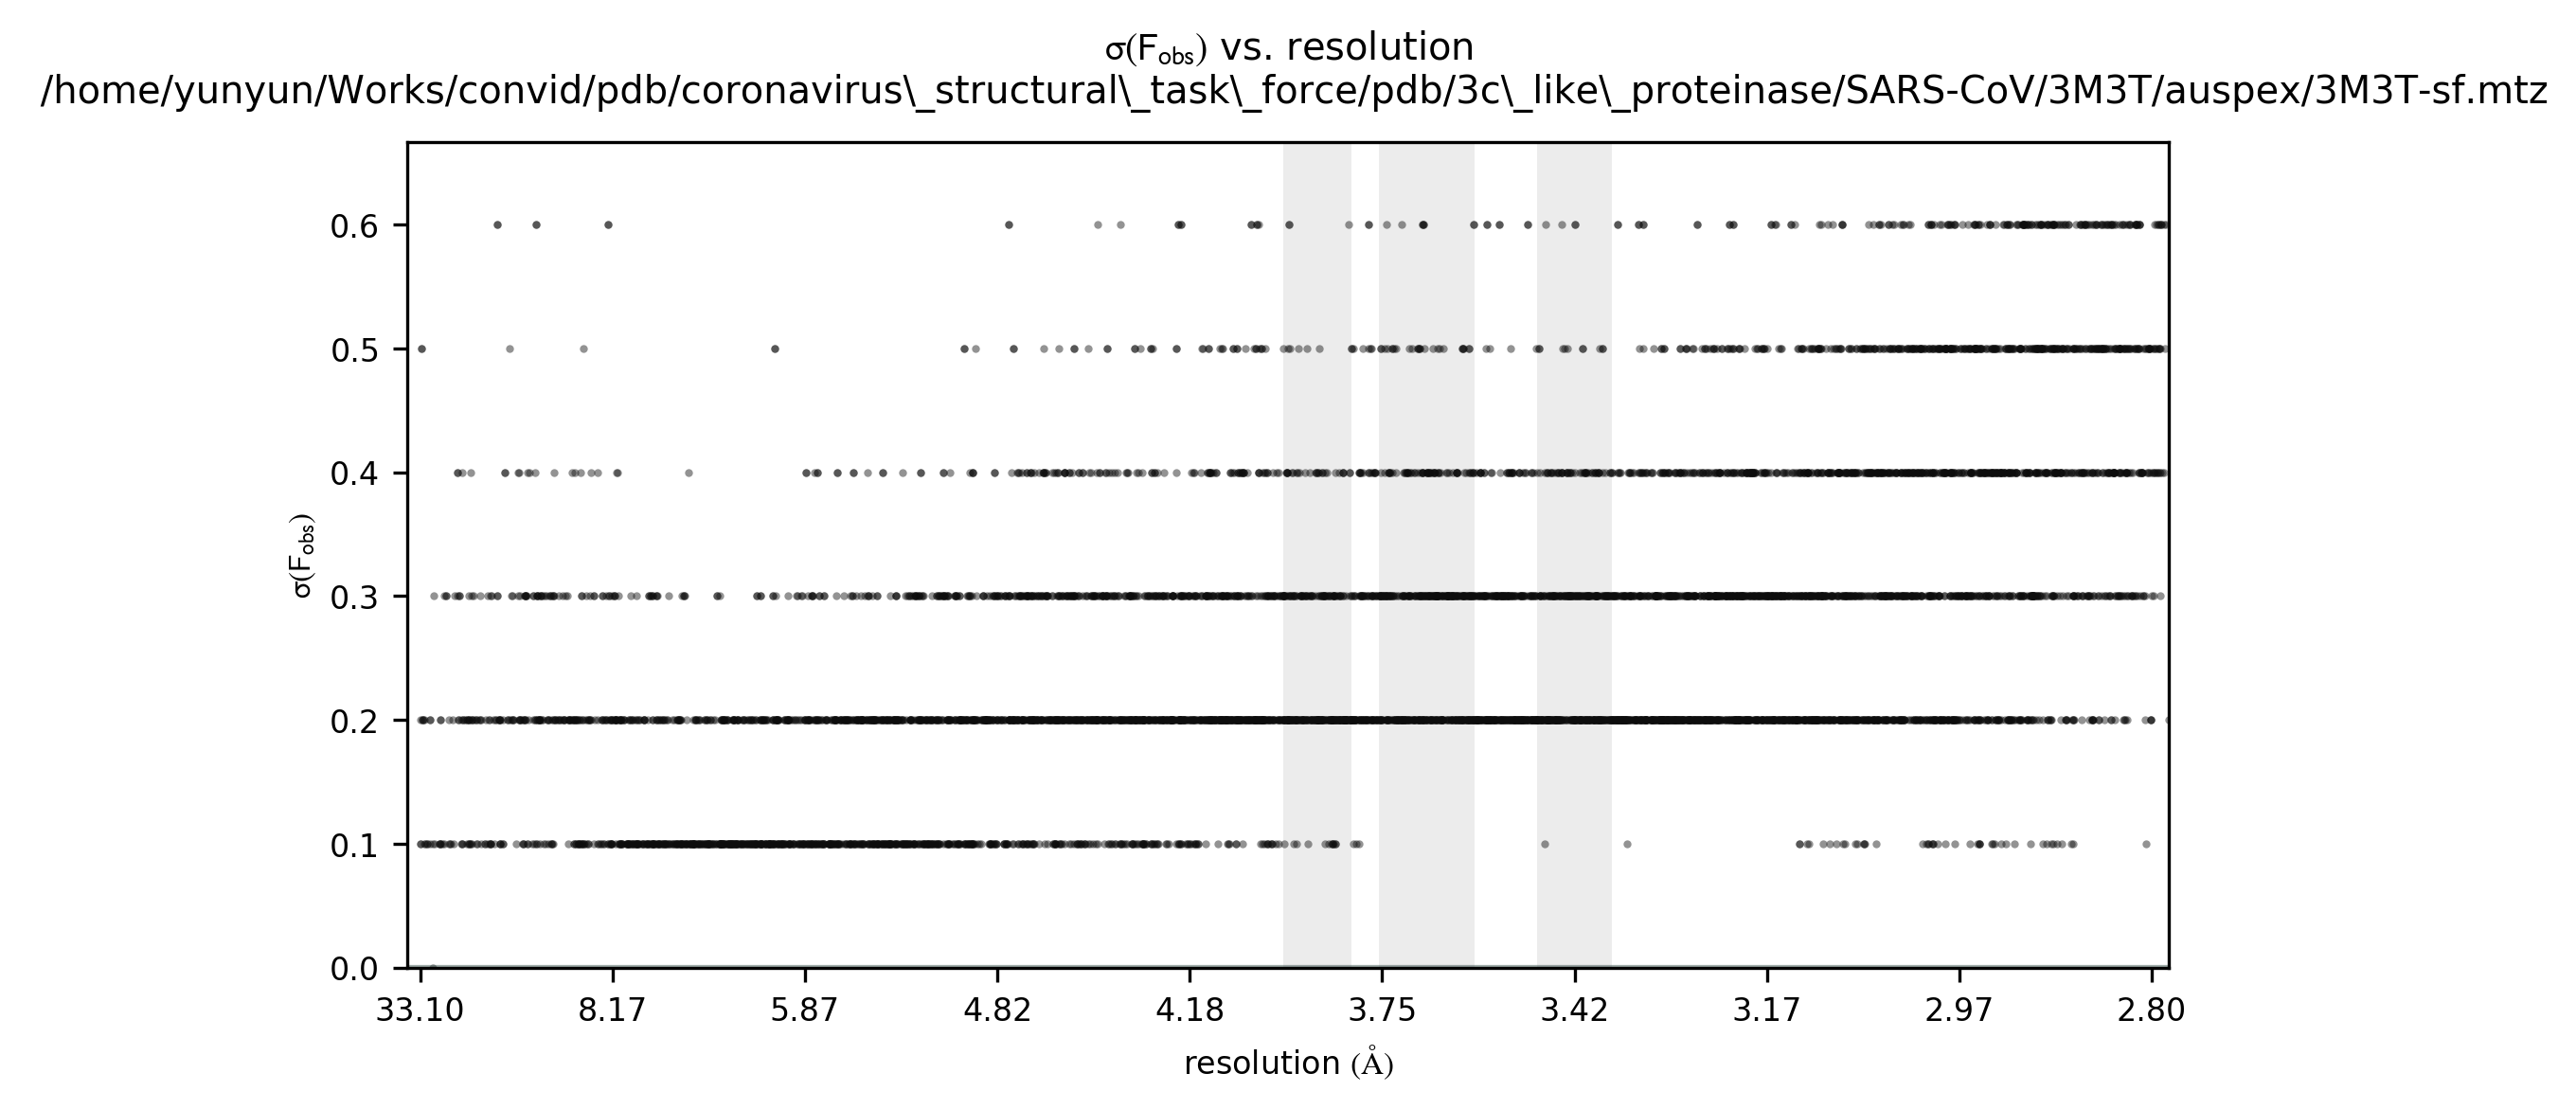 σ(Fobs) vs. resolution
/home/yunyun/Works/convid/pdb/coronavirus\_structural\_task\_force/pdb/3c\_like\_proteinase/SARS-CoV/3M3T/auspex/3M3T-sf.mtz
0.6
0.5
0.4
0.3
0.2
0.1
0.0
σ(Fobs)
33.10 8.17 5.87 4.82 4.18 3.75 3.42 3.17 2.97 2.80
resolution (Å)